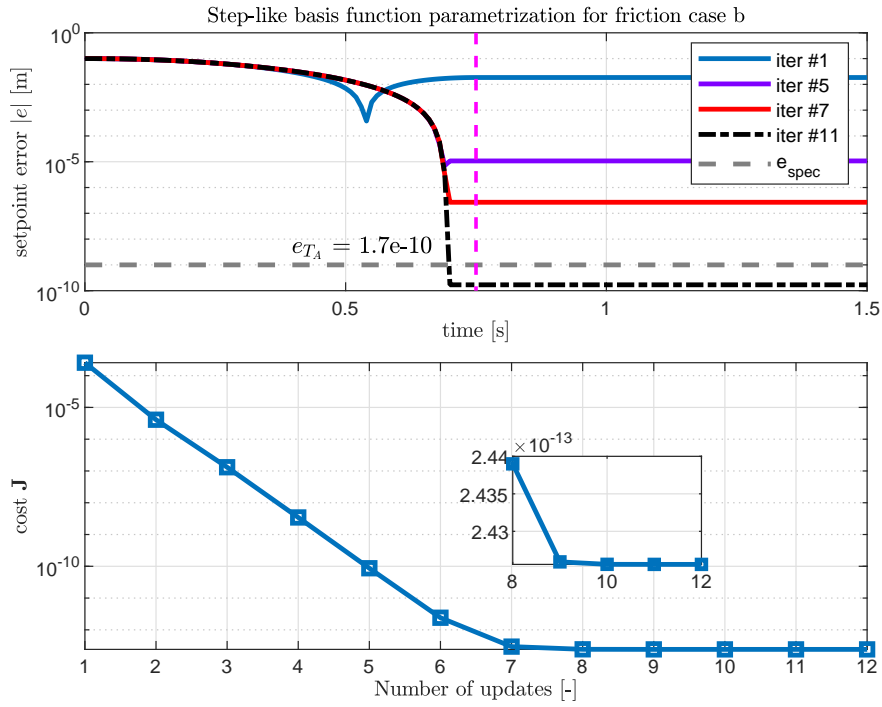 Step-like basis function parametrization for friction case b
setpoint error |e| [m]
10^0
10^-5
10^-10
iter #1
iter #5
iter #7
iter #11
e_spec
e_{T_A} = 1.7e-10
0 0.5 1 1.5
time [s]
cost J
10^-5
10^-10
×10^-13
2.44
2.435
2.43
8 10 12
1 2 3 4 5 6 7 8 9 10 11 12
Number of updates [-]